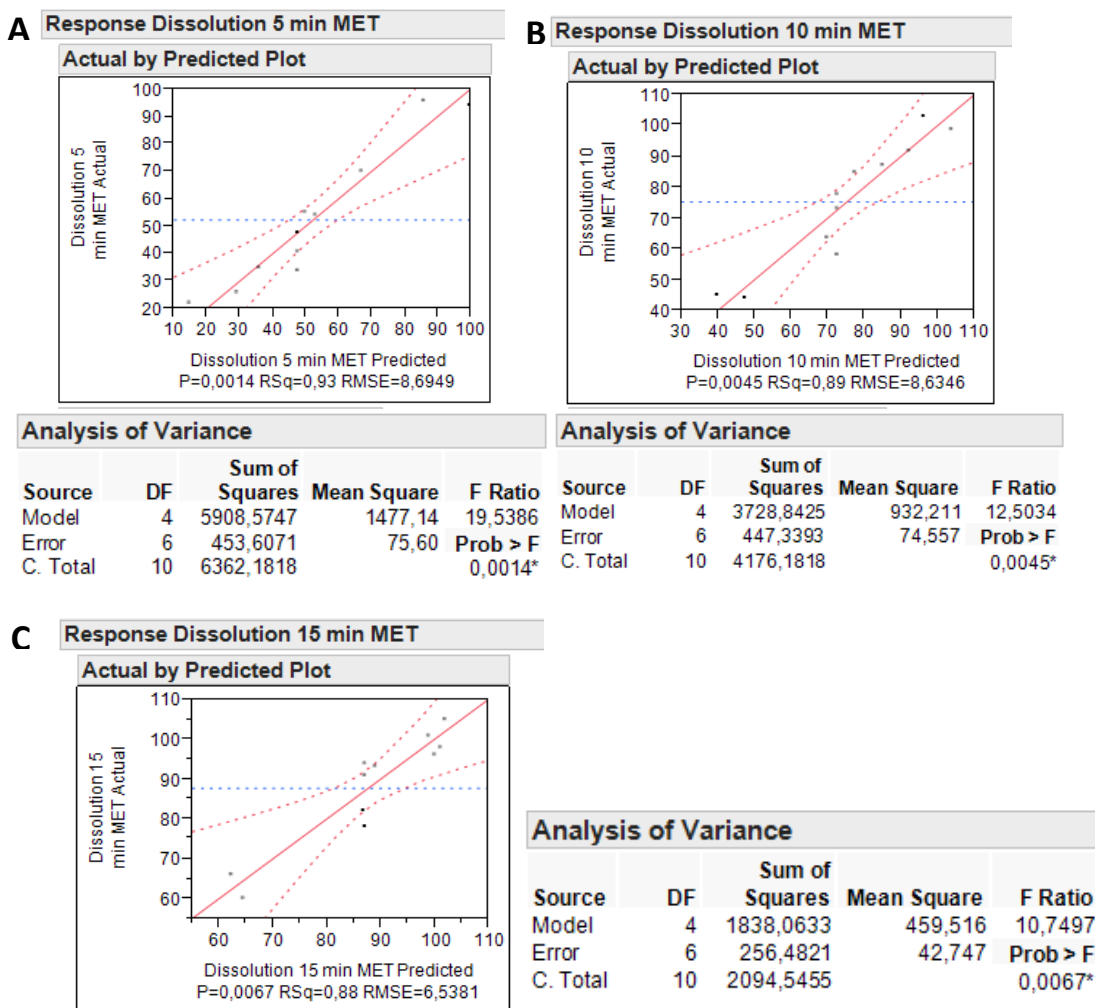 A
Response Dissolution 5 min MET
Actual by Predicted Plot
Dissolution 5
min MET Actual
100
90
80
70
60
50
40
30
20
10 20 30 40 50 60 70 80 90 100
Dissolution 5 min MET Predicted
P=0,0014 RSq=0,93 RMSE=8,6949
Analysis of Variance
Sum of
Source DF Squares Mean Square F Ratio
Model 4 5908,5747 1477,14 19,5386
Error 6 453,6071 75,60 Prob > F
C. Total 10 6362,1818 0,0014*
B
Response Dissolution 10 min MET
Actual by Predicted Plot
Dissolution 10
min MET Actual
110
100
90
80
70
60
50
40
30 40 50 60 70 80 90 100 110
Dissolution 10 min MET Predicted
P=0,0045 RSq=0,89 RMSE=8,6346
Analysis of Variance
Sum of
Source DF Squares Mean Square F Ratio
Model 4 3728,8425 932,211 12,5034
Error 6 447,3393 74,557 Prob > F
C. Total 10 4176,1818 0,0045*
C
Response Dissolution 15 min MET
Actual by Predicted Plot
Dissolution 15
min MET Actual
110
100
90
80
70
60
60 70 80 90 100 110
Dissolution 15 min MET Predicted
P=0,0067 RSq=0,88 RMSE=6,5381
Analysis of Variance
Sum of
Source DF Squares Mean Square F Ratio
Model 4 1838,0633 459,516 10,7497
Error 6 256,4821 42,747 Prob > F
C. Total 10 2094,5455 0,0067*